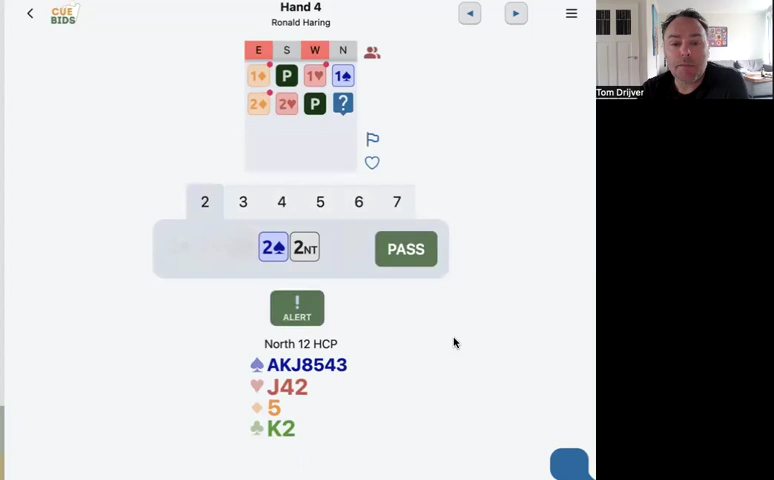 Hand 4
CUE
BIDS
Ronald Haring
E S W N
1♦ P 1♥ 1♠
2♦ 2♥ P ?
2 3 4 5 6 7
2♠ 2NT PASS
!
ALERT
North 12 HCP
♠ AKJ8543
♥ J42
♦ 5
♣ K2
Tom Drijver